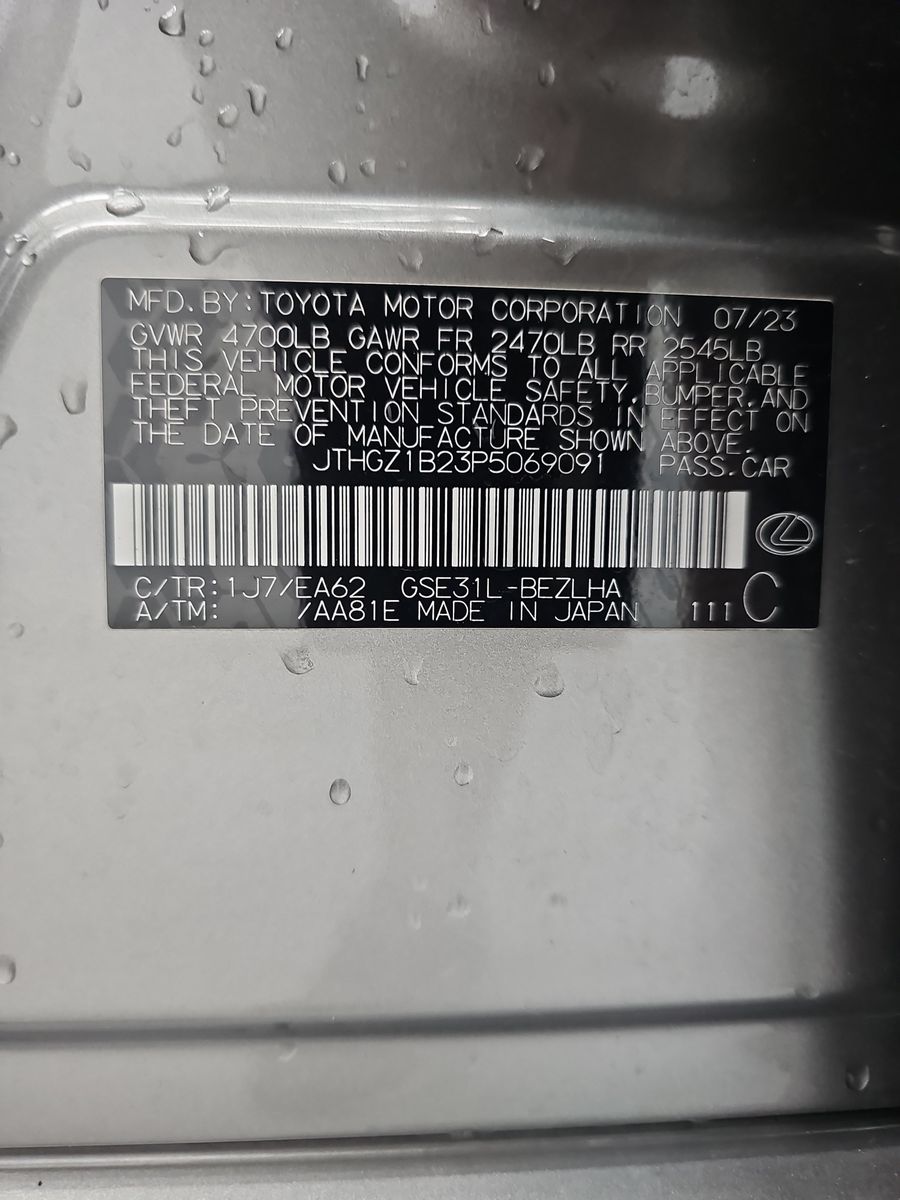 MFD. BY: TOYOTA MOTOR CORPORATION 07/23
GVWR 4700LB GAWR FR 2470LB RR 2545LB
THIS VEHICLE CONFORMS TO ALL APPLICABLE
FEDERAL MOTOR VEHICLE SAFETY, BUMPER, AND
THEFT PREVENTION STANDARDS IN EFFECT ON
THE DATE OF MANUFACTURE SHOWN ABOVE.
JTHGZ1B23P5069091 PASS. CAR
C/TR: 1J7/EA62 GSE31L-BEZLHA
A/TM: /AA81E MADE IN JAPAN 111 C